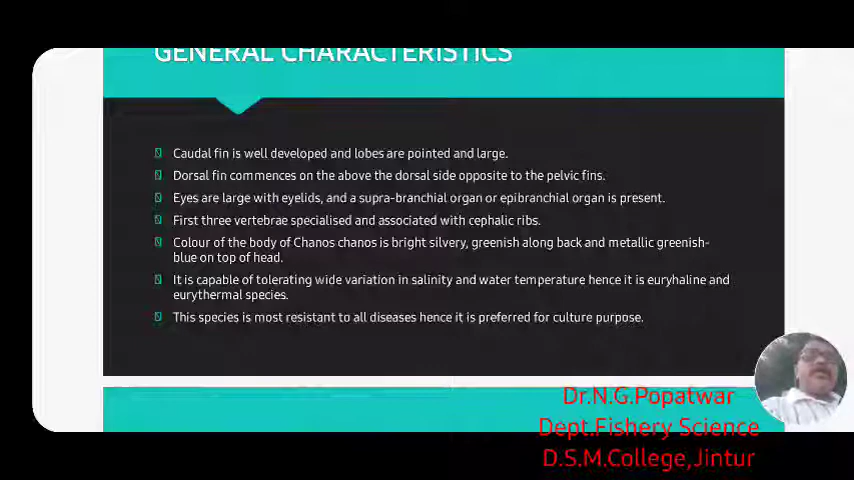 GENERAL CHARACTERISTICS
Caudal fin is well developed and lobes are pointed and large.
Dorsal fin commences on the above the dorsal side opposite to the pelvic fins.
Eyes are large with eyelids, and a supra-branchial organ or epibranchial organ is present.
First three vertebrae specialised and associated with cephalic ribs.
Colour of the body of Chanos chanos is bright silvery, greenish along back and metallic greenish-
blue on top of head.
It is capable of tolerating wide variation in salinity and water temperature hence it is euryhaline and
eurythermal species.
This species is most resistant to all diseases hence it is preferred for culture purpose.
Dr.N.G.Popatwar
Dept.Fishery Science
D.S.M.College,Jintur